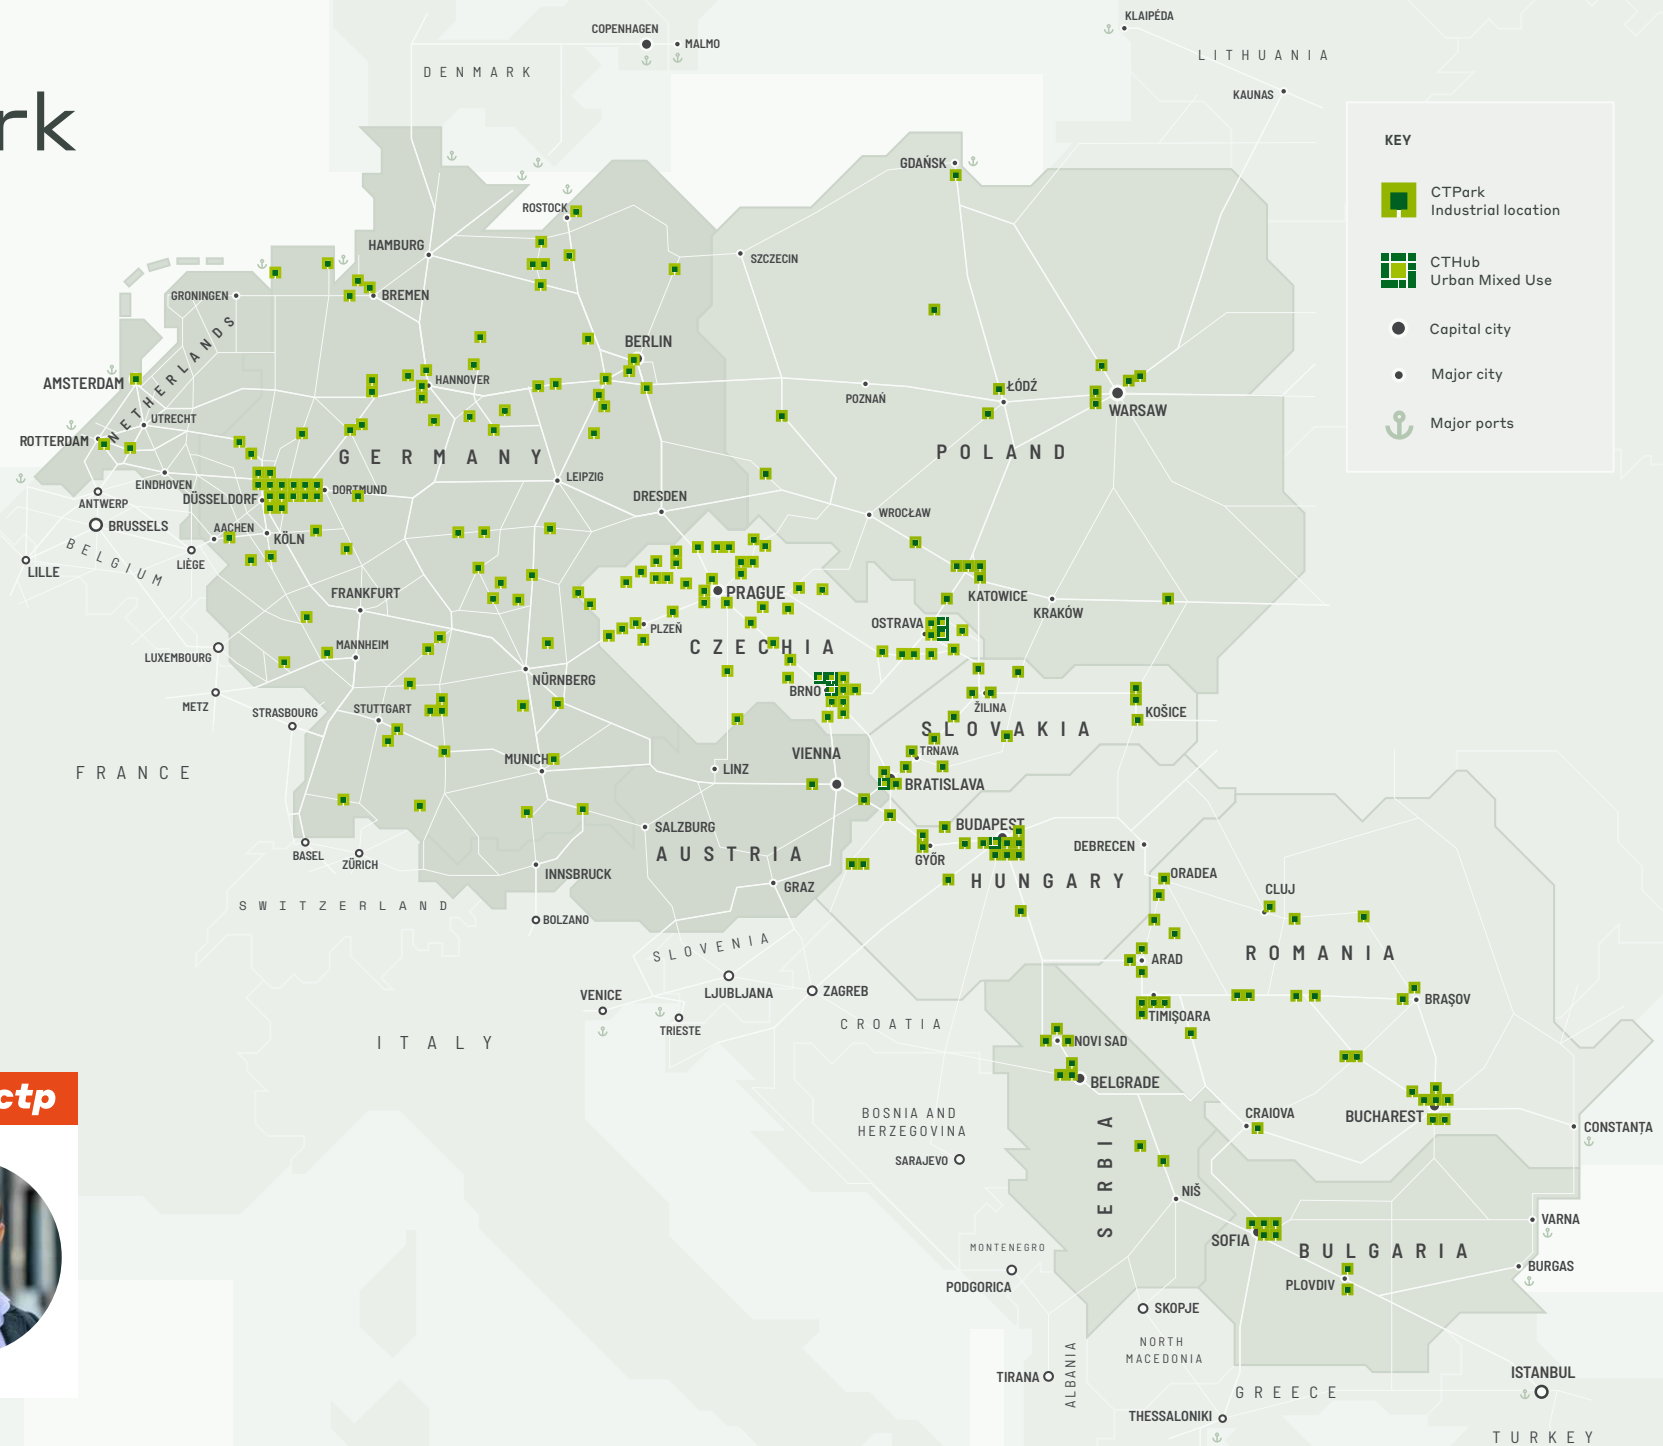 rk
COPENHAGEN
MALMO
DENMARK
KLAIPĖDA
LITHUANIA
KAUNAS
KEY
CTPark
Industrial location
CTHub
Urban Mixed Use
Capital city
Major city
Major ports
GDAŃSK
ROSTOCK
HAMBURG
SZCZECIN
GRONINGEN
BREMEN
NETHERLANDS
BERLIN
AMSTERDAM
HANNOVER
POZNAŃ
ŁÓDŹ
WARSAW
UTRECHT
ROTTERDAM
GERMANY
POLAND
EINDHOVEN
DÜSSELDORF
DORTMUND
LEIPZIG
DRESDEN
ANTWERP
BRUSSELS
AACHEN
KÖLN
WROCŁAW
BELGIUM
LIÈGE
LILLE
FRANKFURT
PRAGUE
KATOWICE
KRAKÓW
OSTRAVA
PLZEŇ
CZECHIA
LUXEMBOURG
MANNHEIM
NÜRNBERG
BRNO
METZ
STRASBOURG
STUTTGART
ŽILINA
KOŠICE
SLOVAKIA
FRANCE
MUNICH
LINZ
VIENNA
TRNAVA
BRATISLAVA
SALZBURG
BUDAPEST
BASEL
ZÜRICH
AUSTRIA
GYŐR
DEBRECEN
INNSBRUCK
GRAZ
HUNGARY
ORADEA
CLUJ
SWITZERLAND
BOLZANO
SLOVENIA
ROMANIA
ARAD
VENICE
LJUBLJANA
ZAGREB
BRAŞOV
TRIESTE
CROATIA
TIMIŞOARA
ITALY
NOVI SAD
BELGRADE
ctp
BOSNIA AND
HERZEGOVINA
SARAJEVO
SERBIA
CRAIOVA
BUCHAREST
CONSTANȚA
NIŠ
SOFIA
BULGARIA
VARNA
MONTENEGRO
PODGORICA
PLOVDIV
BURGAS
SKOPJE
NORTH
MACEDONIA
TIRANA
ALBANIA
GREECE
ISTANBUL
THESSALONIKI
TURKEY